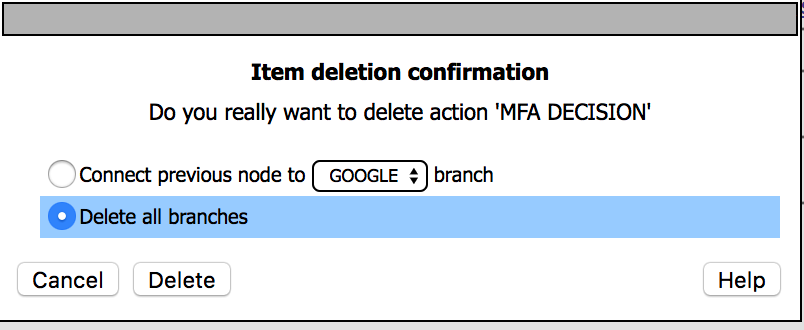 Item deletion confirmation
Do you really want to delete action 'MFA DECISION'
Connect previous node to GOOGLE branch
Delete all branches
Cancel Delete Help